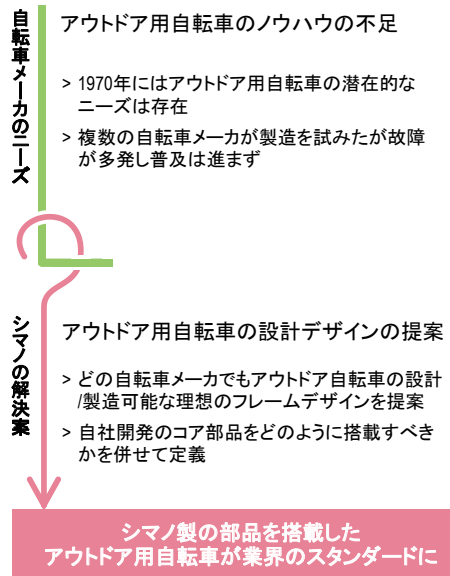 自転車メーカのニーズ
アウトドア用自転車のノウハウの不足
> 1970年にはアウトドア用自転車の潜在的な
ニーズは存在
> 複数の自転車メーカが製造を試みたが故障
が多発し普及は進まず
シマノの解決案
アウトドア用自転車の設計デザインの提案
> どの自転車メーカでもアウトドア自転車の設計
/製造可能な理想のフレームデザインを提案
> 自社開発のコア部品をどのように搭載すべき
かを併せて定義
シマノ製の部品を搭載した
アウトドア用自転車が業界のスタンダードに